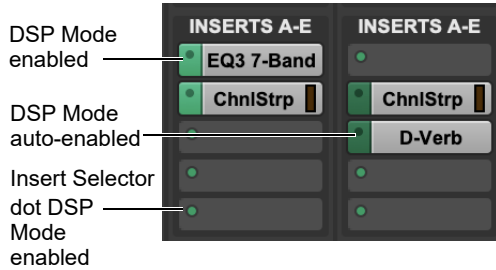 DSP Mode
enabled
DSP Mode
auto-enabled
Insert Selector
dot DSP
Mode
enabled
INSERTS A-E
EQ3 7-Band
ChnlStrp
INSERTS A-E
ChnlStrp
D-Verb